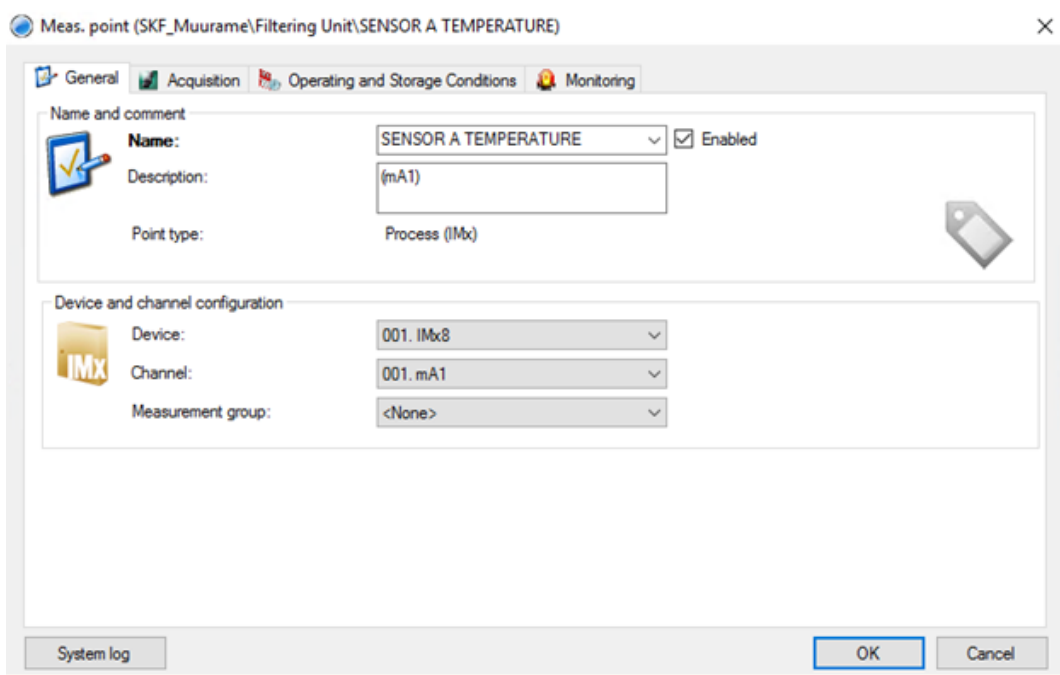 Meas. point (SKF_Muurame\Filtering Unit\SENSOR A TEMPERATURE)
General Acquisition Operating and Storage Conditions Monitoring
Name and comment
Name: SENSOR A TEMPERATURE Enabled
Description: (mA1)
Point type: Process (IMx)
Device and channel configuration
IMx
Device: 001. IMx8
Channel: 001. mA1
Measurement group: <None>
System log OK Cancel